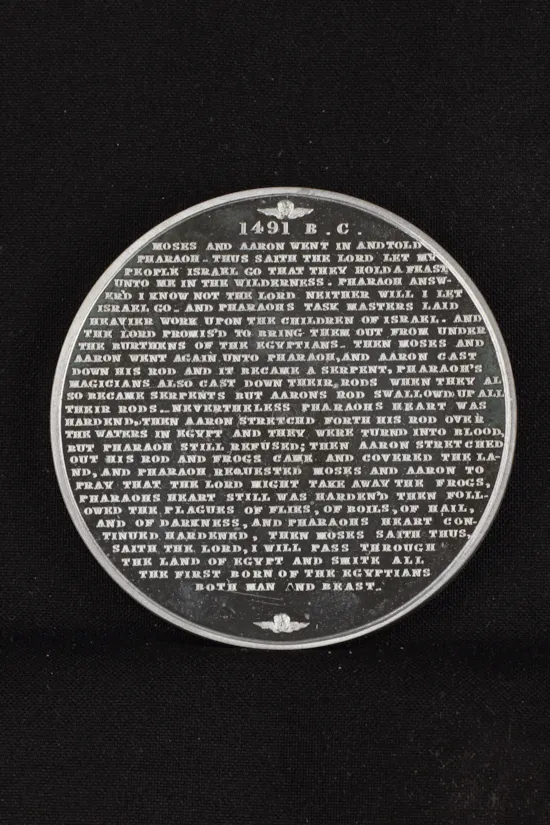 1491 B.C.
MOSES AND AARON WENT IN AND TOLD
PHARAOH_ THUS SAITH THE LORD LET MY
PEOPLE ISRAEL GO THAT THEY HOLD A FEAST
UNTO ME IN THE WILDERNESS_ PHARAOH ANSW-
ER'D I KNOW NOT THE LORD NEITHER WILL I LET
ISRAEL GO_ AND PHARAOHS TASK MASTERS LAID
HEAVIER WORK UPON THE CHILDREN OF ISRAEL. AND
THE LORD PROMIS'D TO BRING THEM OUT FROM UNDER
THE BURTHENS OF THE EGYPTIANS_ THEN MOSES AND
AARON WENT AGAIN UNTO PHARAOH, AND AARON CAST
DOWN HIS ROD AND IT BECAME A SERPENT, PHARAOH'S
MAGICIANS ALSO CAST DOWN THEIR RODS WHEN THEY AL
SO BECAME SERPENTS BUT AARONS ROD SWALLOWD UP ALL
THEIR RODS_ NEVERTHELESS PHARAOHS HEART WAS
HARDEND, THEN AARON STRETCHD FORTH HIS ROD OVER
THE WATERS IN EGYPT AND THEY WERE TURND INTO BLOOD,
BUT PHARAOH STILL REFUSED; THEN AARON STRETCHED
OUT HIS ROD AND FROGS CAME AND COVERED THE LA-
ND, AND PHARAOH REQUESTED MOSES AND AARON TO
PRAY THAT THE LORD MIGHT TAKE AWAY THE FROGS,
PHARAOHS HEART STILL WAS HARDEN'D THEN FOLL-
OWED THE PLAGUES OF FLIES, OF BOILS, OF HAIL,
AND OF DARKNESS, AND PHARAOHS HEART CON-
TINUED HARDENED, THEN MOSES SAITH THUS,
SAITH THE LORD, I WILL PASS THROUGH
THE LAND OF EGYPT AND SMITE ALL
THE FIRST BORN OF THE EGYPTIANS
BOTH MAN AND BEAST_